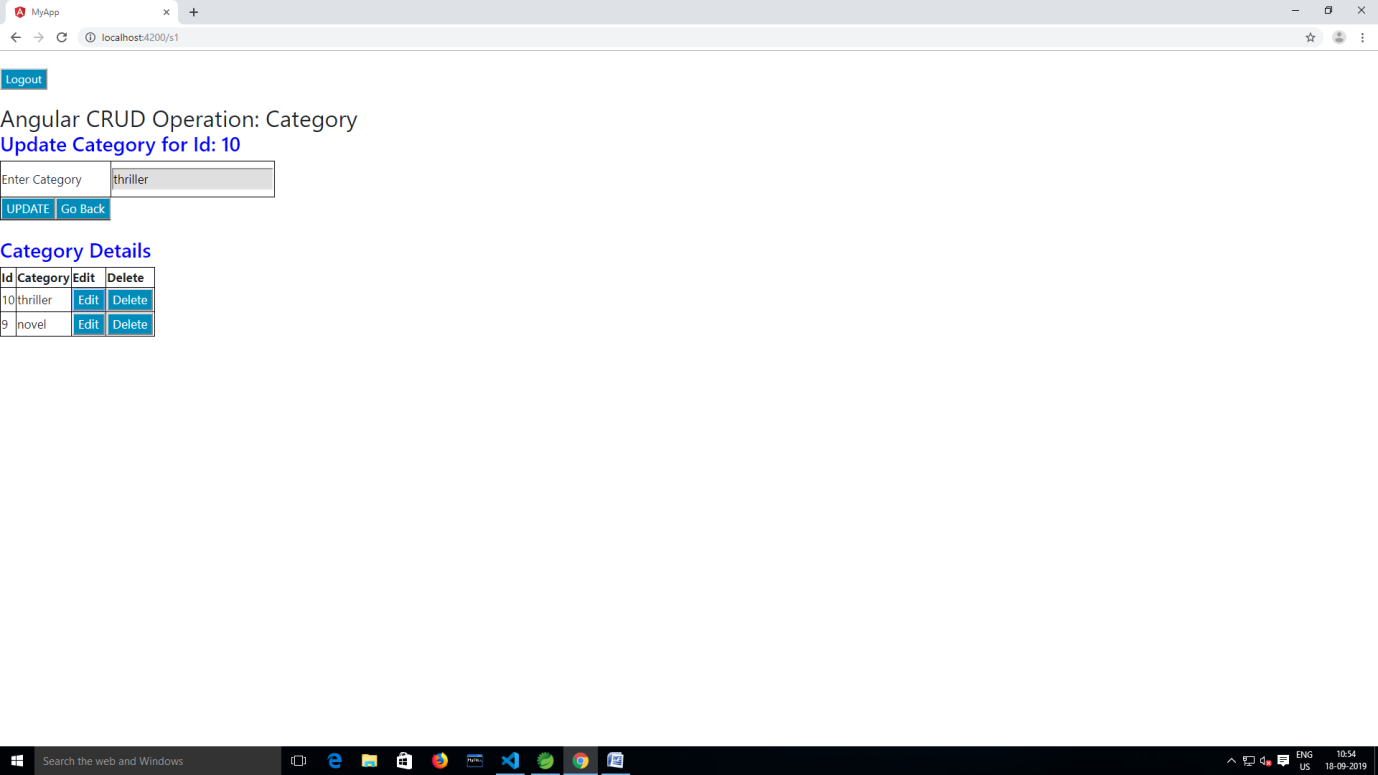 MyApp
localhost:4200/s1
Logout
Angular CRUD Operation: Category
Update Category for Id: 10
Enter Category thriller
UPDATE Go Back
Category Details
Id Category Edit Delete
10 thriller Edit Delete
9 novel Edit Delete
Search the web and Windows
ENG
US
10:54
18-09-2019